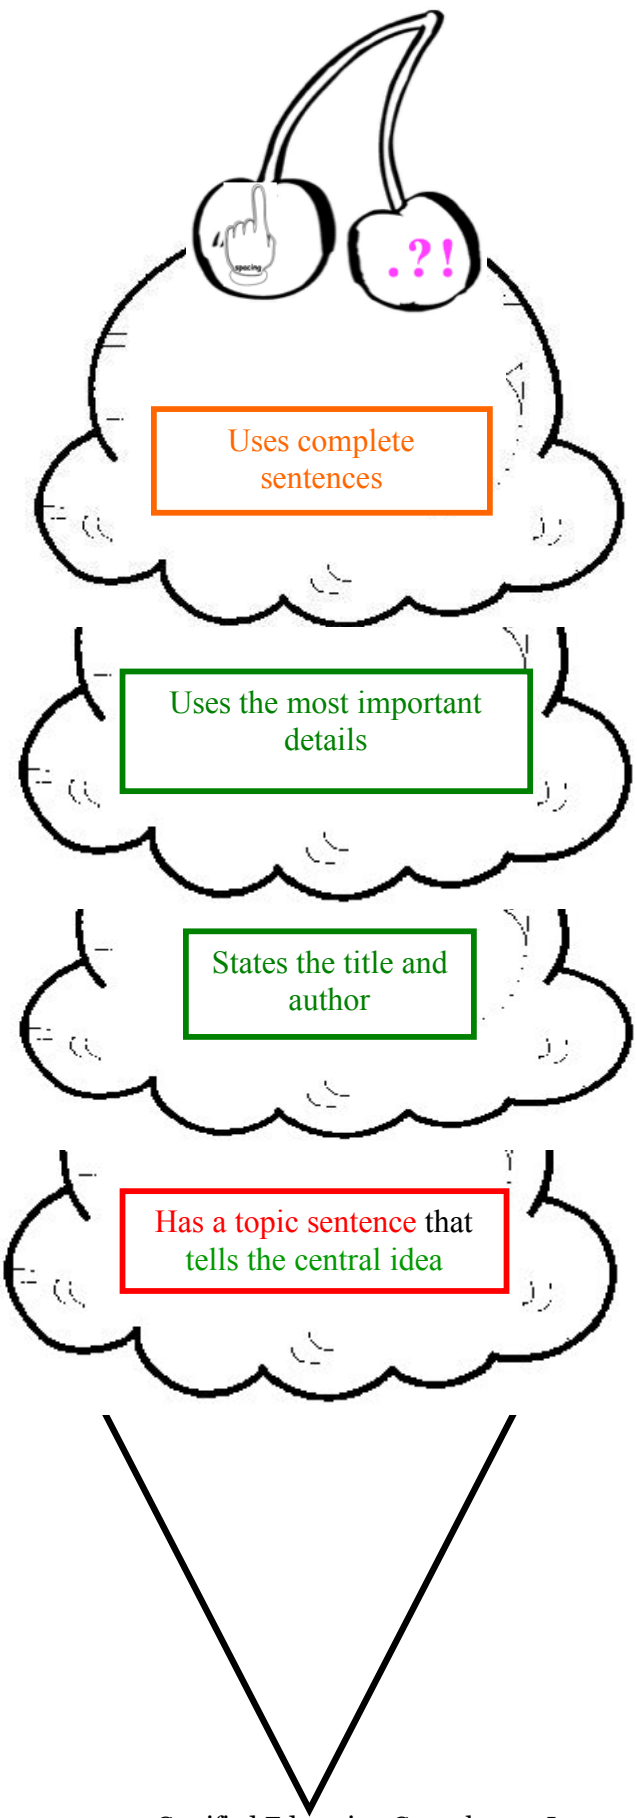 spacing
.?!
Uses complete
sentences
Uses the most important
details
States the title and
author
Has a topic sentence that
tells the central idea